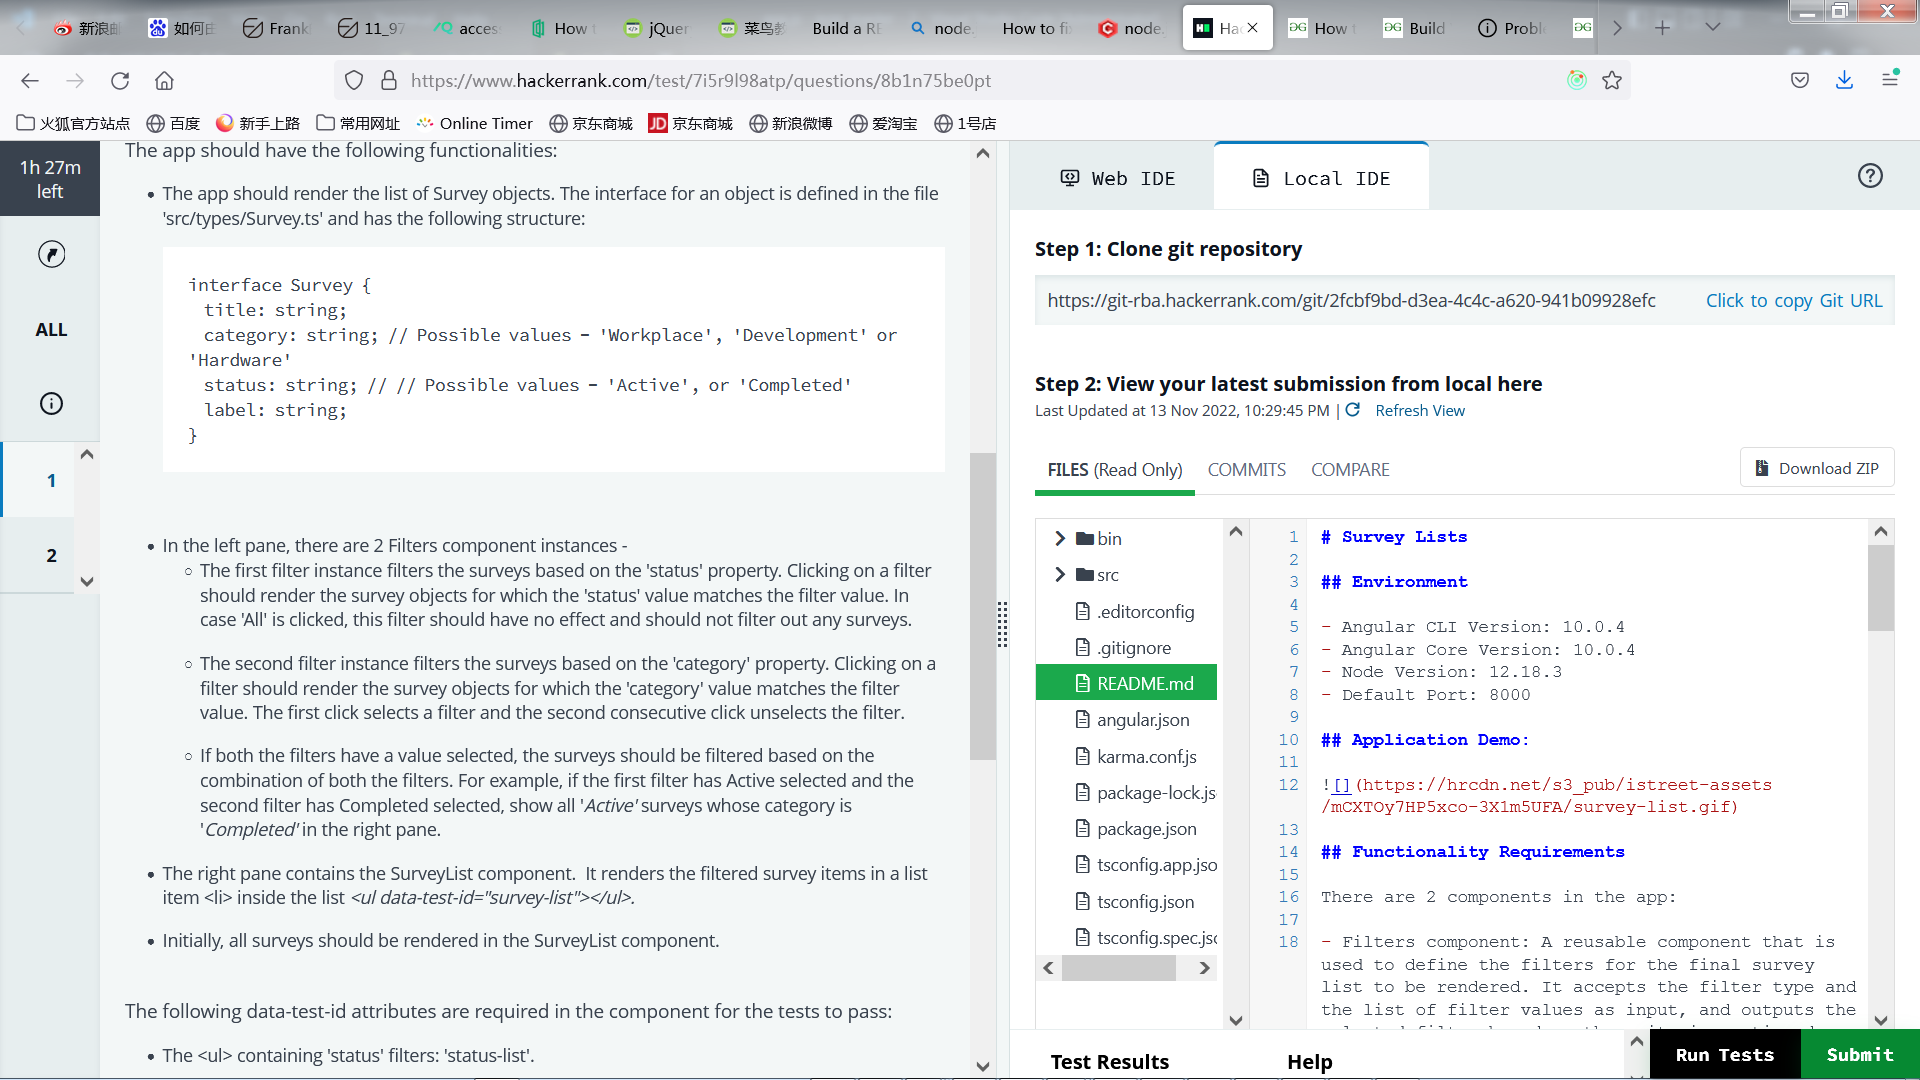 新浪邮
如何庄
Frank
11_97
acces
How t
jQuer
菜鸟教
Build a RE
node.
How to fi
node.
Hac
How t
Build
Proble
https://www.hackerrank.com/test/7i5r9l98atp/questions/8b1n75be0pt
火狐官方站点
百度
新手上路
常用网址
Online Timer
京东商城
JD
京东商城
新浪微博
爱淘宝
1号店
1h 27m
left
ALL
1
2
The app should have the following functionalities:
The app should render the list of Survey objects. The interface for an object is defined in the file
'src/types/Survey.ts' and has the following structure:
interface Survey {
title: string;
category: string; // Possible values - 'Workplace', 'Development' or
'Hardware'
status: string; // // Possible values - 'Active', or 'Completed'
label: string;
}
In the left pane, there are 2 Filters component instances -
The first filter instance filters the surveys based on the 'status' property. Clicking on a filter
should render the survey objects for which the 'status' value matches the filter value. In
case 'All' is clicked, this filter should have no effect and should not filter out any surveys.
The second filter instance filters the surveys based on the 'category' property. Clicking on a
filter should render the survey objects for which the 'category' value matches the filter
value. The first click selects a filter and the second consecutive click unselects the filter.
If both the filters have a value selected, the surveys should be filtered based on the
combination of both the filters. For example, if the first filter has Active selected and the
second filter has Completed selected, show all 'Active' surveys whose category is
'Completed' in the right pane.
The right pane contains the SurveyList component.  It renders the filtered survey items in a list
item <li> inside the list <ul data-test-id="survey-list"></ul>.
Initially, all surveys should be rendered in the SurveyList component.
The following data-test-id attributes are required in the component for the tests to pass:
The <ul> containing 'status' filters: 'status-list'.
Web IDE
Local IDE
Step 1: Clone git repository
https://git-rba.hackerrank.com/git/2fcbf9bd-d3ea-4c4c-a620-941b09928efc
Click to copy Git URL
Step 2: View your latest submission from local here
Last Updated at 13 Nov 2022, 10:29:45 PM |
Refresh View
FILES (Read Only)
COMMITS
COMPARE
Download ZIP
bin
src
.editorconfig
.gitignore
README.md
angular.json
karma.conf.js
package-lock.js
package.json
tsconfig.app.jso
tsconfig.json
tsconfig.spec.jso
1 # Survey Lists
2
3 ## Environment
4
5 - Angular CLI Version: 10.0.4
6 - Angular Core Version: 10.0.4
7 - Node Version: 12.18.3
8 - Default Port: 8000
9
10 ## Application Demo:
11
12 ![](https://hrcdn.net/s3_pub/istreet-assets
/mCXTOy7HP5xco-3X1m5UFA/survey-list.gif)
13
14 ## Functionality Requirements
15
16 There are 2 components in the app:
17
18 - Filters component: A reusable component that is
used to define the filters for the final survey
list to be rendered. It accepts the filter type and
the list of filter values as input, and outputs the
Test Results
Help
Run Tests
Submit